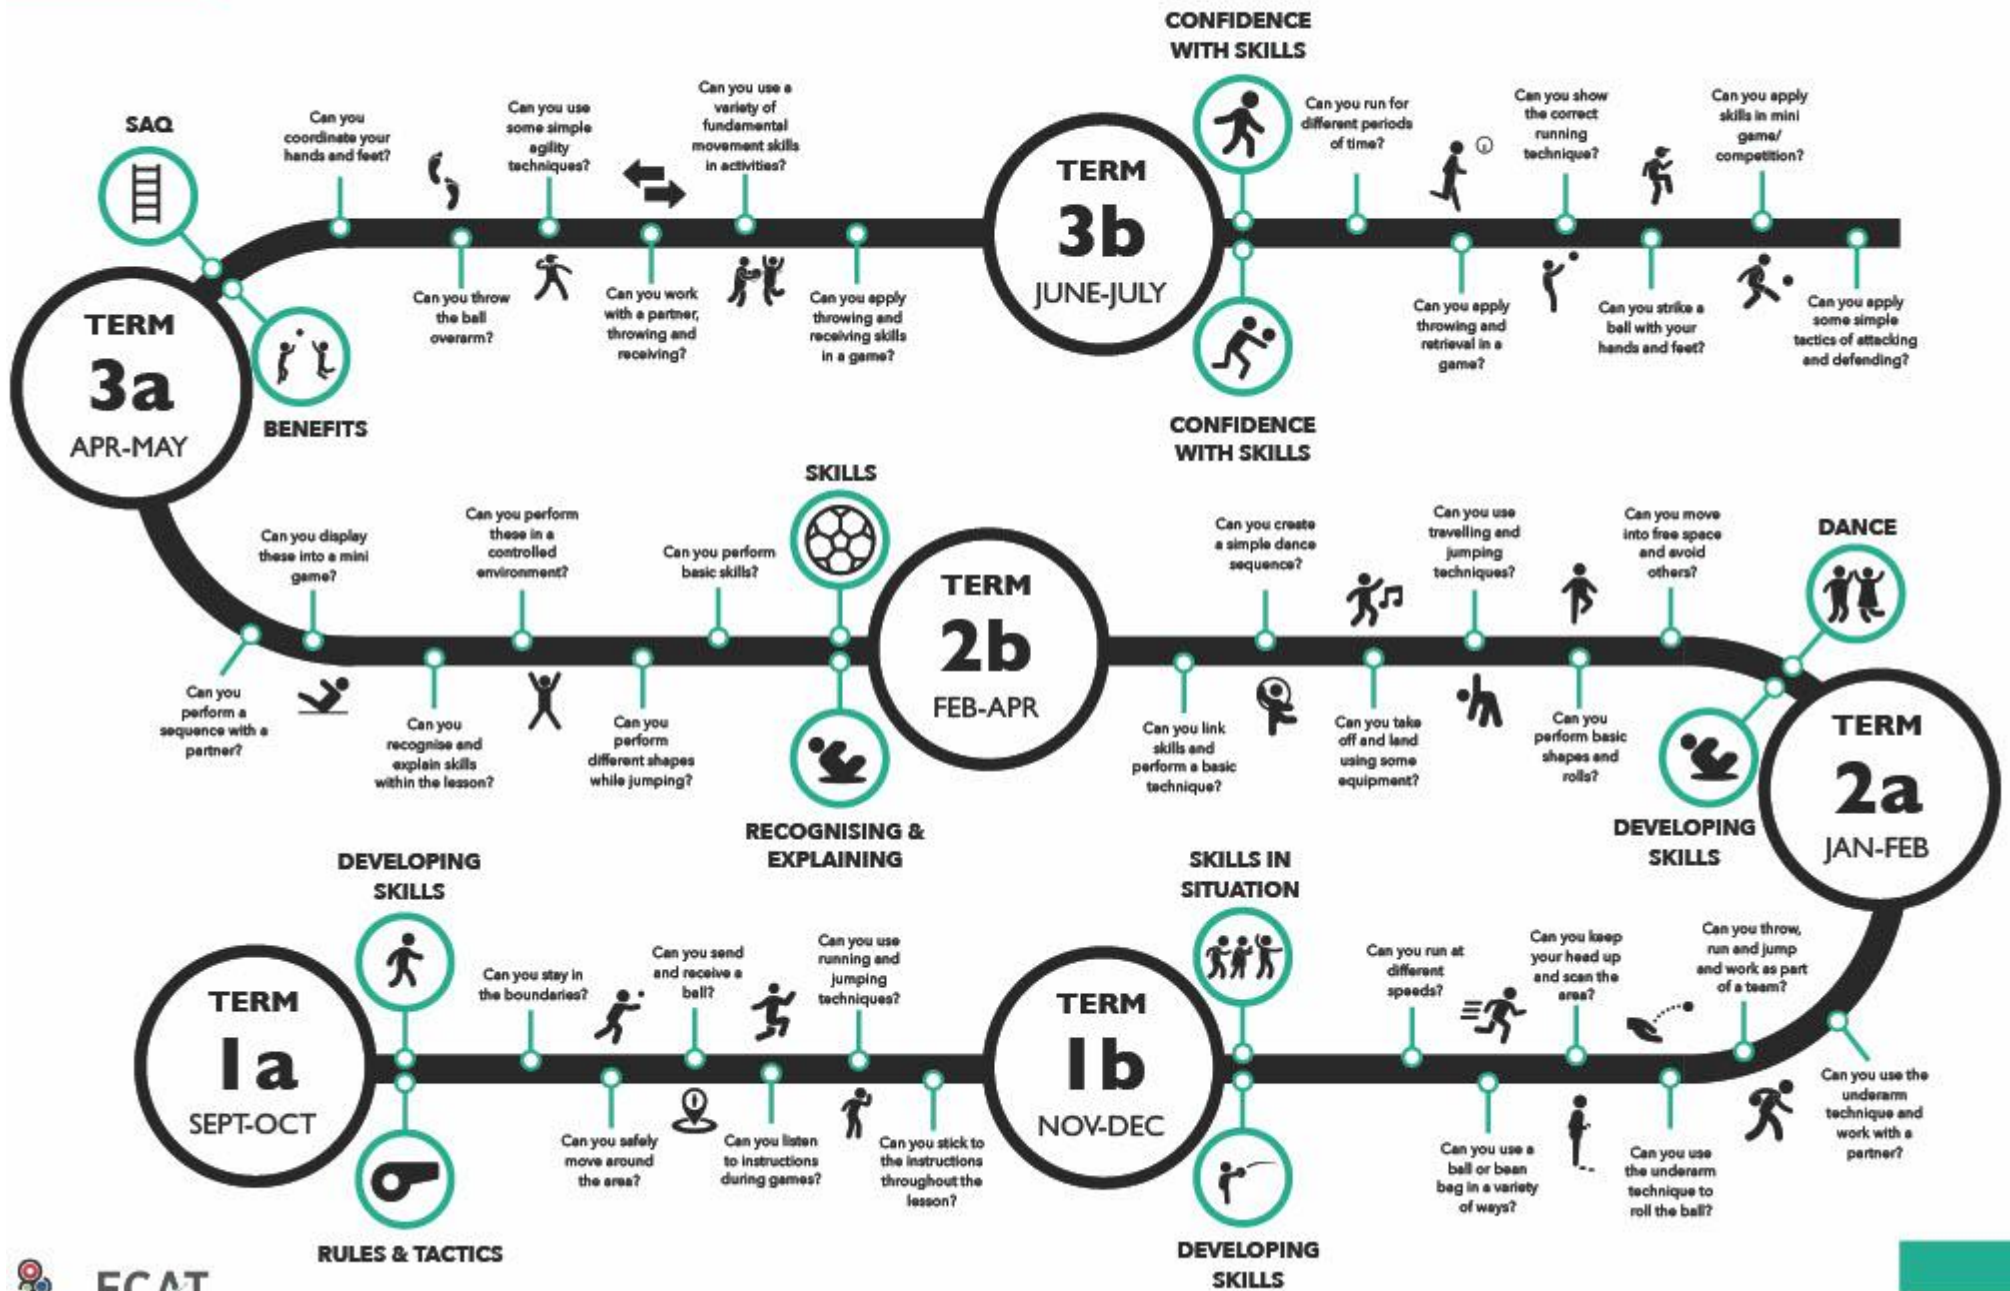 CONFIDENCE
WITH SKILLS
SAQ
Can you
coordinate your
hands and feet?
Can you use
some simple
agility
techniques?
Can you use a
variety of
fundamental
movement skills
in activities?
TERM
3b
JUNE-JULY
Can you run for
different periods
of time?
Can you show
the correct
running
technique?
Can you apply
skills in mini
game/
competition?
TERM
3a
APR-MAY
BENEFITS
Can you throw
the ball
overarm?
Can you work
with a partner,
throwing and
receiving?
Can you apply
throwing and
receiving skills
in a game?
CONFIDENCE
WITH SKILLS
Can you apply
throwing and
retrieval in a
game?
Can you strike a
ball with your
hands and feet?
Can you apply
some simple
tactics of attacking
and defending?
Can you display
these into a mini
game?
Can you perform
these in a
controlled
environment?
Can you perform
basic skills?
SKILLS
TERM
2b
FEB-APR
Can you create
a simple dance
sequence?
Can you use
travelling and
jumping
techniques?
Can you move
into free space
and avoid
others?
DANCE
Can you
perform a
sequence with a
partner?
Can you
recognise and
explain skills
within the lesson?
Can you
perform
different shapes
while jumping?
RECOGNISING &
EXPLAINING
Can you link
skills and
perform a basic
technique?
Can you take
off and land
using some
equipment?
Can you
perform basic
shapes and
rolls?
DEVELOPING
SKILLS
TERM
2a
JAN-FEB
TERM
1a
SEPT-OCT
DEVELOPING
SKILLS
Can you stay in
the boundaries?
Can you send
and receive a
ball?
Can you use
running and
jumping
techniques?
TERM
1b
NOV-DEC
SKILLS IN
SITUATION
Can you run at
different
speeds?
Can you keep
your head up
and scan the
area?
Can you throw,
run and jump
and work as part
of a team?
RULES & TACTICS
Can you safely
move around
the area?
Can you listen
to instructions
during games?
Can you stick to
the instructions
throughout the
lesson?
DEVELOPING
SKILLS
Can you use a
ball or bean
bag in a variety
of ways?
Can you use
the underarm
technique to
roll the ball?
Can you use the
underarm
technique and
work with a
partner?
ECAT